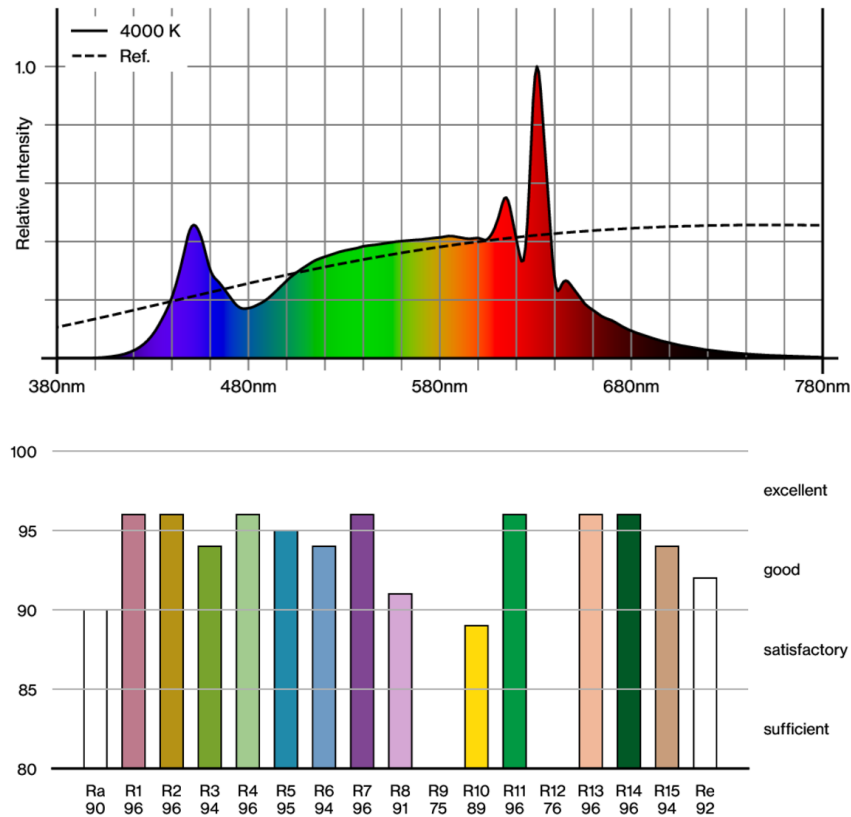 4000 K
Ref.
1.0
Relative Intensity
380nm 480nm 580nm 680nm 780nm
100
excellent
95
good
90
satisfactory
85
sufficient
80
Ra R1 R2 R3 R4 R5 R6 R7 R8 R9 R10 R11 R12 R13 R14 R15 Re
90 96 96 94 96 95 94 96 91 75 89 96 76 96 96 94 92